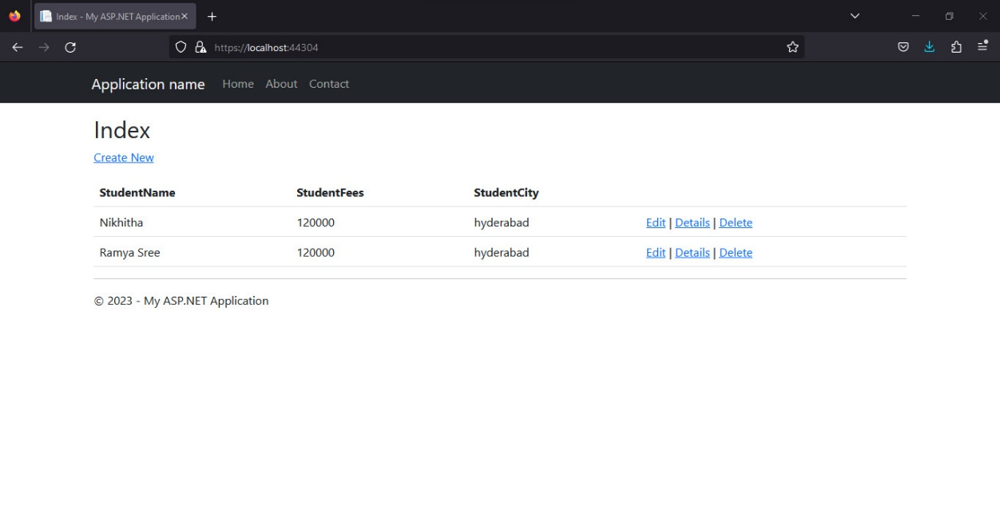 Index - My ASP.NET Application
https://localhost:44304
Application name Home About Contact
Index
Create New
StudentName StudentFees StudentCity
Nikhitha 120000 hyderabad Edit | Details | Delete
Ramya Sree 120000 hyderabad Edit | Details | Delete
© 2023 - My ASP.NET Application